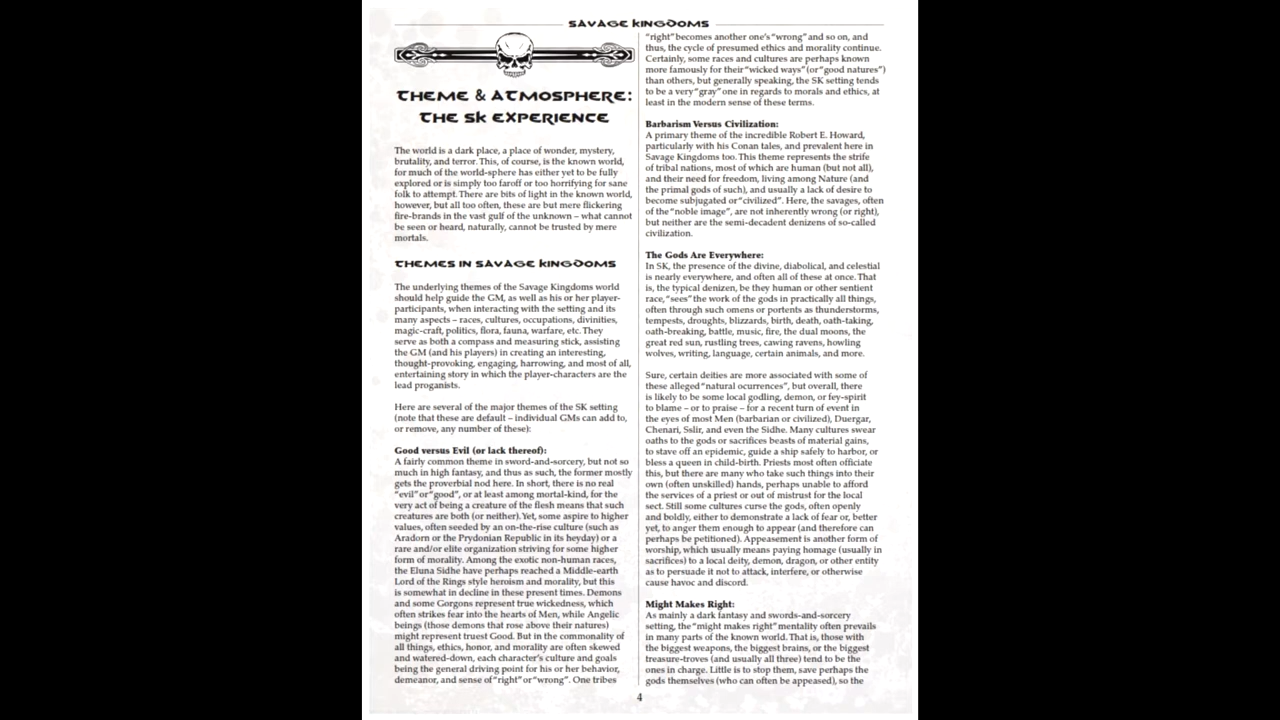 SAVAGE KINGDOMS
THEME & ATMOSPHERE:
THE SK EXPERIENCE
The world is a dark place, a place of wonder, mystery,
brutality, and terror. This, of course, is the known world,
for much of the world-sphere has either yet to be fully
explored or is simply too faroff or too horrifying for sane
folk to attempt. There are bits of light in the known world,
however, but all too often, these are but mere flickering
fire-brands in the vast gulf of the unknown – what cannot
be seen or heard, naturally, cannot be trusted by mere
mortals.
THEMES IN SAVAGE KINGDOMS
The underlying themes of the Savage Kingdoms world
should help guide the GM, as well as his or her player-
participants, when interacting with the setting and its
many aspects – races, cultures, occupations, divinities,
magic-craft, politics, flora, fauna, warfare, etc. They
serve as both a compass and measuring stick, assisting
the GM (and his players) in creating an interesting,
thought-provoking, engaging, harrowing, and most of all,
entertaining story in which the player-characters are the
lead proganists.
Here are several of the major themes of the SK setting
(note that these are default – individual GMs can add to,
or remove, any number of these):
Good versus Evil (or lack thereof):
A fairly common theme in sword-and-sorcery, but not so
much in high fantasy, and thus as such, the former mostly
gets the proverbial nod here. In short, there is no real
"evil" or "good", or at least among mortal-kind, for the
very act of being a creature of the flesh means that such
creatures are both (or neither). Yet, some aspire to higher
values, often seeded by an on-the-rise culture (such as
Aradorn or the Prydonian Republic in its heyday) or a
rare and/or elite organization striving for some higher
form of morality. Among the exotic non-human races,
the Eluna Sidhe have perhaps reached a Middle-earth
Lord of the Rings style heroism and morality, but this
is somewhat in decline in these present times. Demons
and some Gorgons represent true wickedness, which
often strikes fear into the hearts of Men, while Angelic
beings (those demons that rose above their natures)
might represent truest Good. But in the commonality of
all things, ethics, honor, and morality are often skewed
and watered-down, each character's culture and goals
being the general driving point for his or her behavior,
demeanor, and sense of "right" or "wrong". One tribes
"right" becomes another one's "wrong" and so on, and
thus, the cycle of presumed ethics and morality continue.
Certainly, some races and cultures are perhaps known
more famously for their "wicked ways" (or "good natures")
than others, but generally speaking, the SK setting tends
to be a very "gray" one in regards to morals and ethics, at
least in the modern sense of these terms.
Barbarism Versus Civilization:
A primary theme of the incredible Robert E. Howard,
particularly with his Conan tales, and prevalent here in
Savage Kingdoms too. This theme represents the strife
of tribal nations, most of which are human (but not all),
and their need for freedom, living among Nature (and
the primal gods of such), and usually a lack of desire to
become subjugated or "civilized". Here, the savages, often
of the "noble image", are not inherently wrong (or right),
but neither are the semi-decadent denizens of so-called
civilization.
The Gods Are Everywhere:
In SK, the presence of the divine, diabolical, and celestial
is nearly everywhere, and often all of these at once. That
is, the typical denizen, be they human or other sentient
race, "sees" the work of the gods in practically all things,
often through such omens or portents as thunderstorms,
tempests, droughts, blizzards, birth, death, oath-taking,
oath-breaking, battle, music, fire, the dual moons, the
great red sun, rustling trees, cawing ravens, howling
wolves, writing, language, certain animals, and more.
Sure, certain deities are more associated with some of
these alleged "natural ocurrences", but overall, there
is likely to be some local godling, demon, or fey-spirit
to blame – or to praise – for a recent turn of event in
the eyes of most Men (barbarian or civilized), Duergar,
Chenari, Sslir, and even the Sidhe. Many cultures swear
oaths to the gods or sacrifices beasts of material gains,
to stave off an epidemic, guide a ship safely to harbor, or
bless a queen in child-birth. Priests most often officiate
this, but there are many who take such things into their
own (often unskilled) hands, perhaps unable to afford
the services of a priest or out of mistrust for the local
sect. Still some cultures curse the gods, often openly
and boldly, either to demonstrate a lack of fear or, better
yet, to anger them enough to appear (and therefore can
perhaps be petitioned). Appeasement is another form of
worship, which usually means paying homage (usually in
sacrifices) to a local deity, demon, dragon, or other entity
as to persuade it not to attack, interfere, or otherwise
cause havoc and discord.
Might Makes Right:
As mainly a dark fantasy and swords-and-sorcery
setting, the "might makes right" mentality often prevails
in many parts of the known world. That is, those with
the biggest weapons, the biggest brains, or the biggest
treasure-troves (and usually all three) tend to be the
ones in charge. Little is to stop them, save perhaps the
gods themselves (who can often be appeased), so the
4